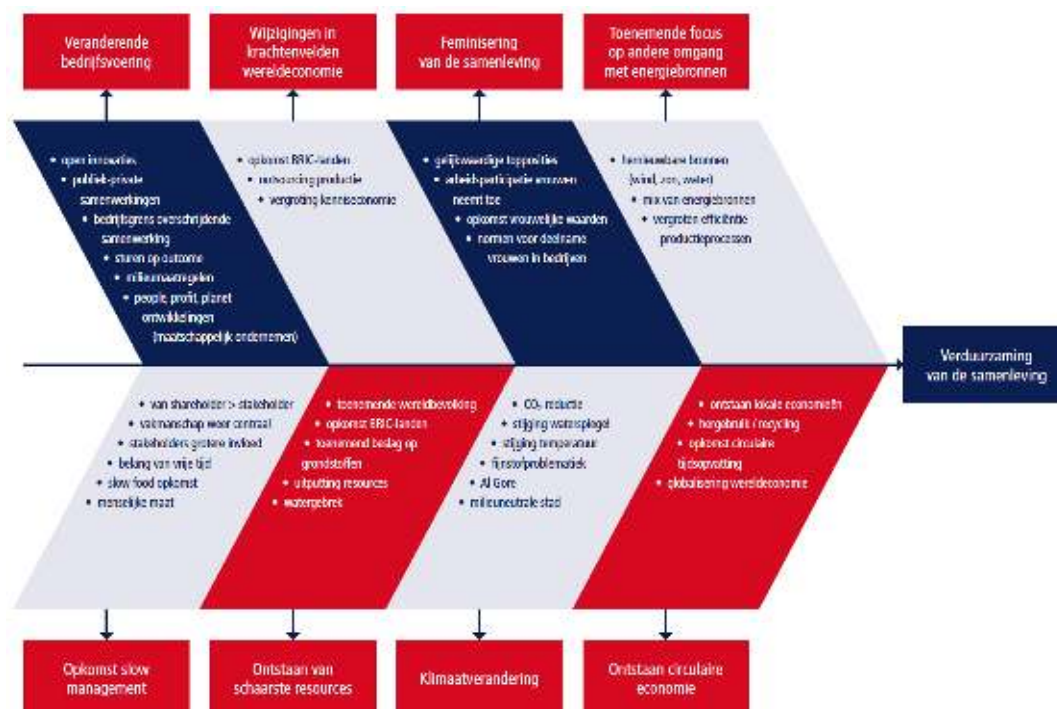 Veranderende
bedrijfsvoering
Wijzigingen in
krachtenvelden
wereldeconomie
Feminisering
van de samenleving
Toenemende focus
op andere omgang
met energiebronnen
• open innovaties
• publiek-private
samenwerkingen
• bedrijfsgrens overschrijdende
samenwerking
• sturen op outcome
• milieumaatregelen
• people, profit, planet
ontwikkelingen
(maatschappelijk ondernemen)
• opkomst BRIC-landen
• outsourcing productie
• vergroting kenniseconomie
• gelijkwaardige topposities
• arbeidsparticipatie vrouwen
neemt toe
• opkomst vrouwelijke waarden
• normen voor deelname
vrouwen in bedrijven
• hernieuwbare bronnen
(wind, zon, water)
• mix van energiebronnen
• vergroten efficiëntie
productieprocessen
Verduurzaming
van de samenleving
• van shareholder > stakeholder
• vakmanschap weer centraal
• stakeholders grotere invloed
• belang van vrije tijd
• slow food opkomst
• menselijke maat
• toenemende wereldbevolking
• opkomst BRIC-landen
• toenemend beslag op
grondstoffen
• uitputting resources
• watergebrek
• CO₂ reductie
• stijging waterspiegel
• stijging temperatuur
• fijnstofproblematiek
• Al Gore
• milieuneutrale stad
• ontstaan lokale economieën
• hergebruik / recycling
• opkomst circulaire
tijdsopvatting
• globalisering wereldeconomie
Opkomst slow
management
Ontstaan van
schaarste resources
Klimaatverandering
Ontstaan circulaire
economie